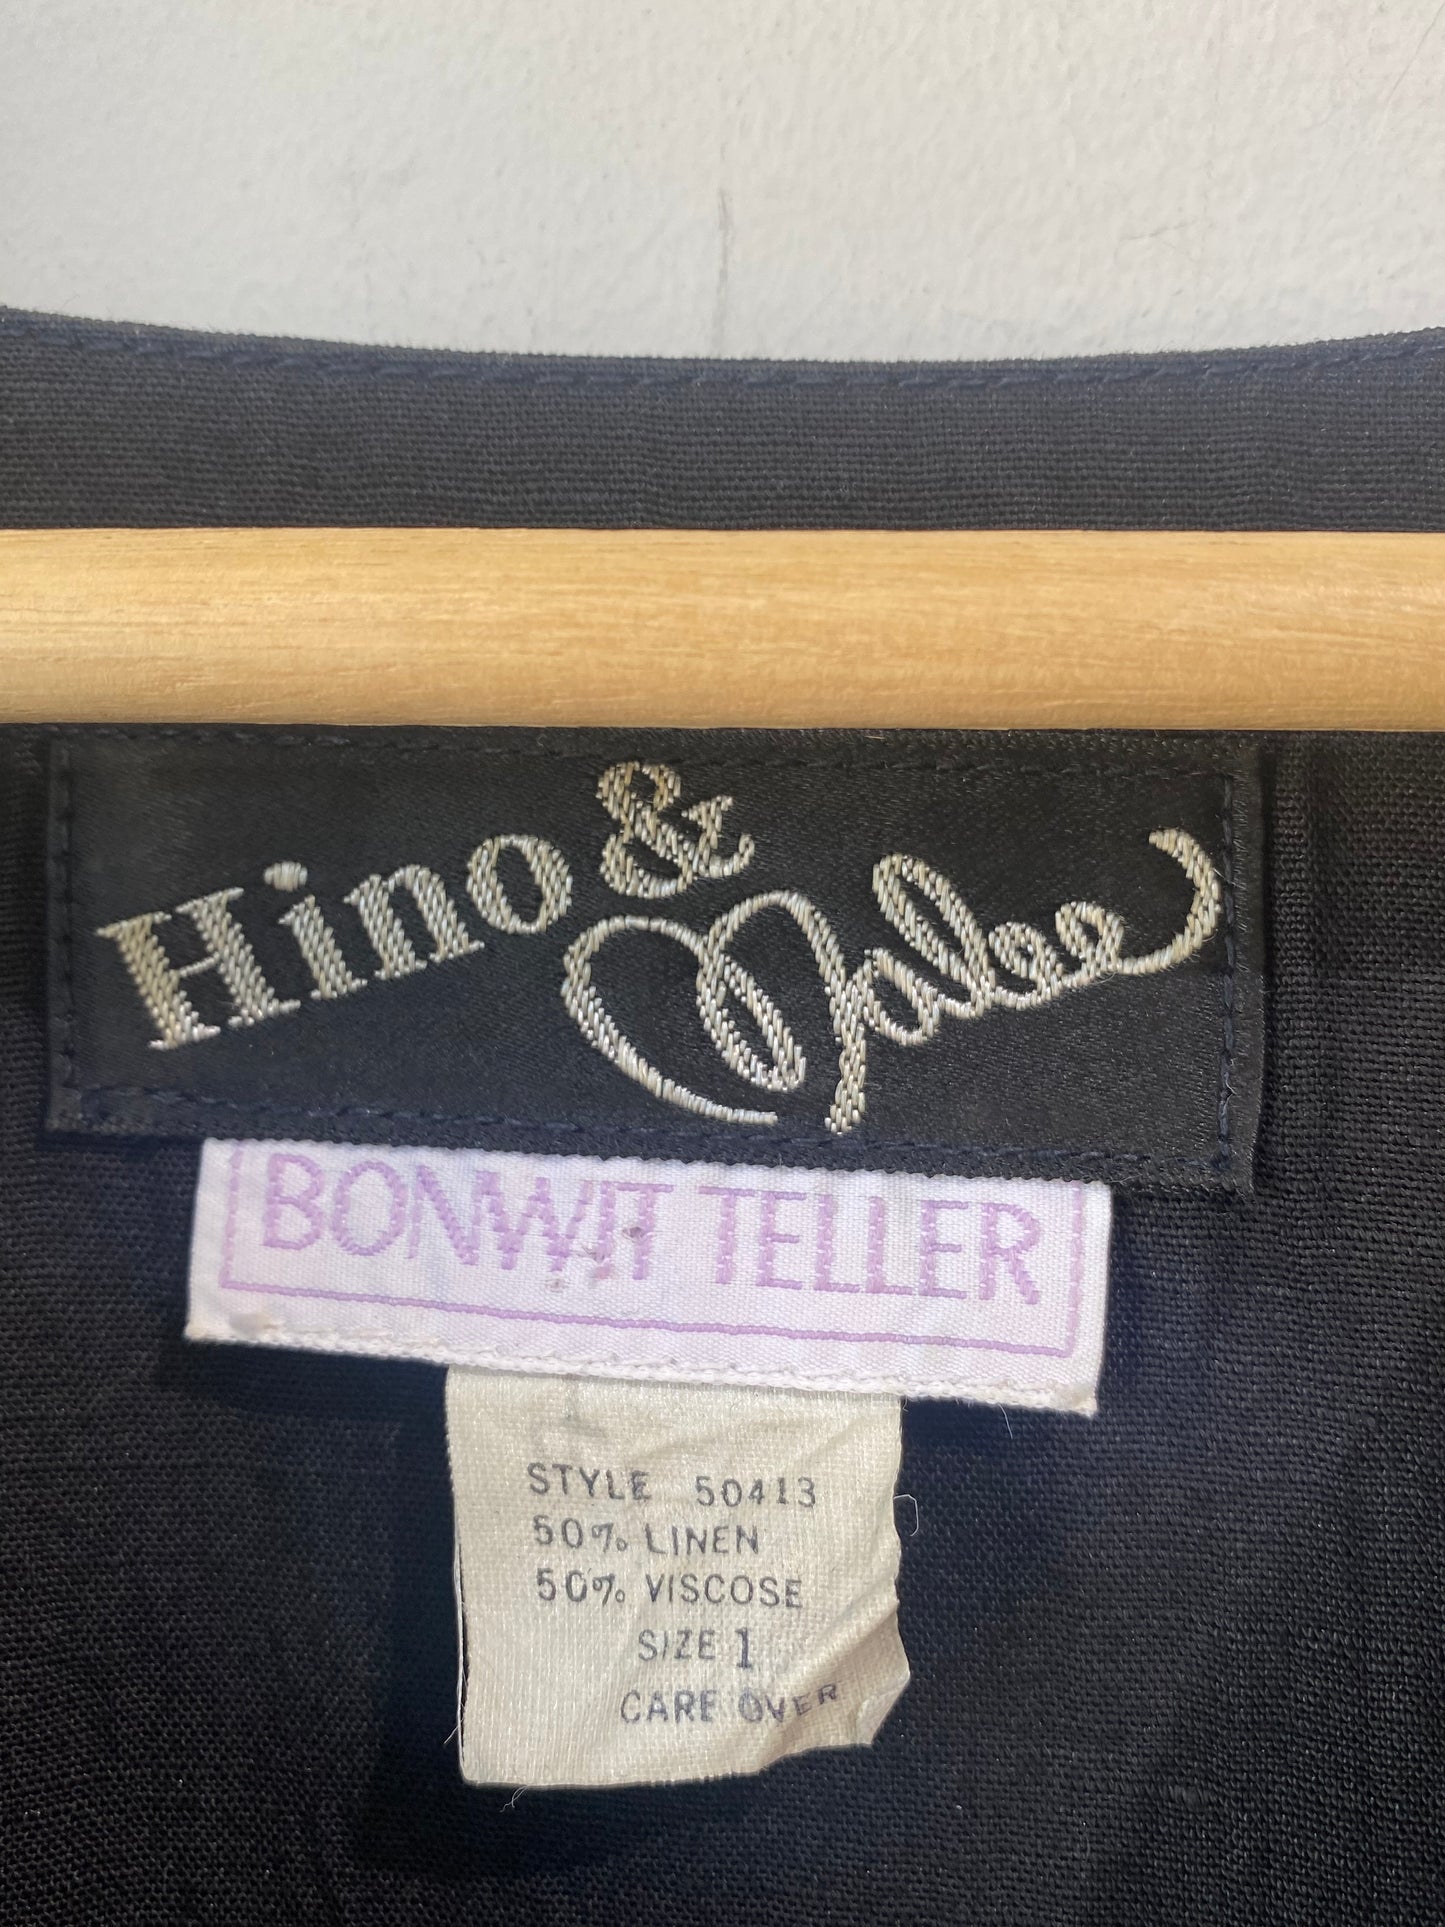 Hino & Malee
BONWIT TELLER
STYLE 50413
50% LINEN
50% VISCOSE
SIZE 1
CARE OVER